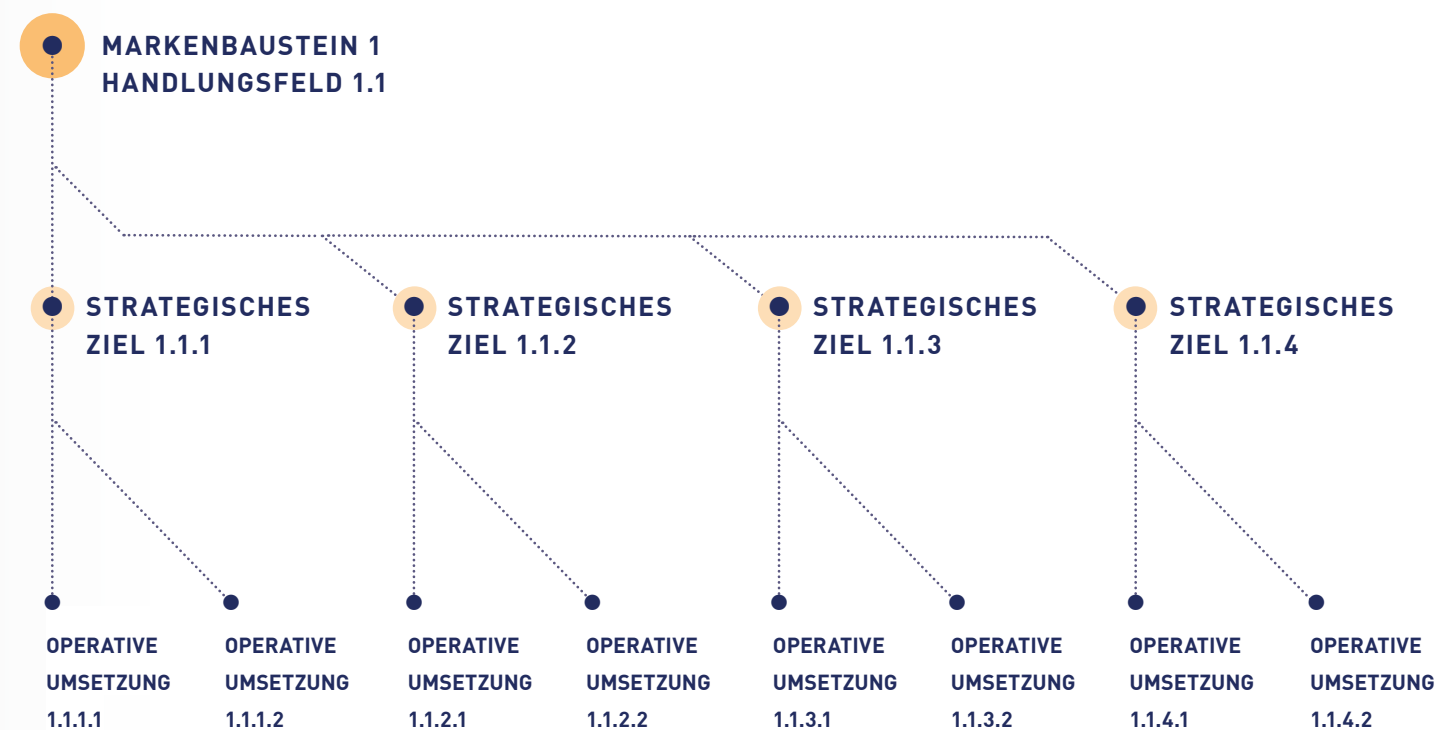 MARKENBAUSTEIN 1
HANDLUNGSFELD 1.1
STRATEGISCHES
ZIEL 1.1.1
STRATEGISCHES
ZIEL 1.1.2
STRATEGISCHES
ZIEL 1.1.3
STRATEGISCHES
ZIEL 1.1.4
OPERATIVE
UMSETZUNG
1.1.1.1
OPERATIVE
UMSETZUNG
1.1.1.2
OPERATIVE
UMSETZUNG
1.1.2.1
OPERATIVE
UMSETZUNG
1.1.2.2
OPERATIVE
UMSETZUNG
1.1.3.1
OPERATIVE
UMSETZUNG
1.1.3.2
OPERATIVE
UMSETZUNG
1.1.4.1
OPERATIVE
UMSETZUNG
1.1.4.2